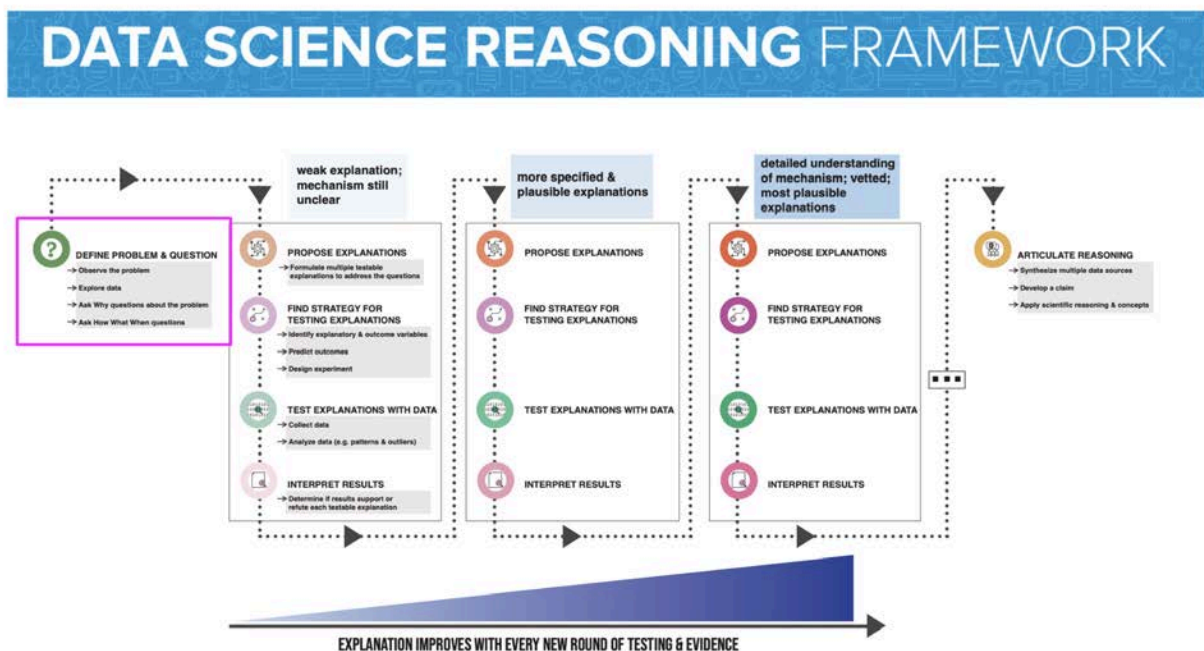 DATA SCIENCE REASONING FRAMEWORK
weak explanation;
mechanism still
unclear
more specified &
plausible explanations
detailed understanding
of mechanism; vetted;
most plausible
explanations
?
DEFINE PROBLEM & QUESTION
Observe the problem
Explore data
Ask Why questions about the problem
Ask How What When questions
PROPOSE EXPLANATIONS
Formulate multiple testable
explanations to address the questions
FIND STRATEGY FOR
TESTING EXPLANATIONS
Identify explanatory & outcome variables
Predict outcomes
Design experiment
TEST EXPLANATIONS WITH DATA
Collect data
Analyze data (e.g. patterns & outliers)
INTERPRET RESULTS
Determine if results support or
refute each testable explanation
PROPOSE EXPLANATIONS
FIND STRATEGY FOR
TESTING EXPLANATIONS
TEST EXPLANATIONS WITH DATA
INTERPRET RESULTS
PROPOSE EXPLANATIONS
FIND STRATEGY FOR
TESTING EXPLANATIONS
TEST EXPLANATIONS WITH DATA
INTERPRET RESULTS
ARTICULATE REASONING
Synthesize multiple data sources
Develop a claim
Apply scientific reasoning & concepts
EXPLANATION IMPROVES WITH EVERY NEW ROUND OF TESTING & EVIDENCE